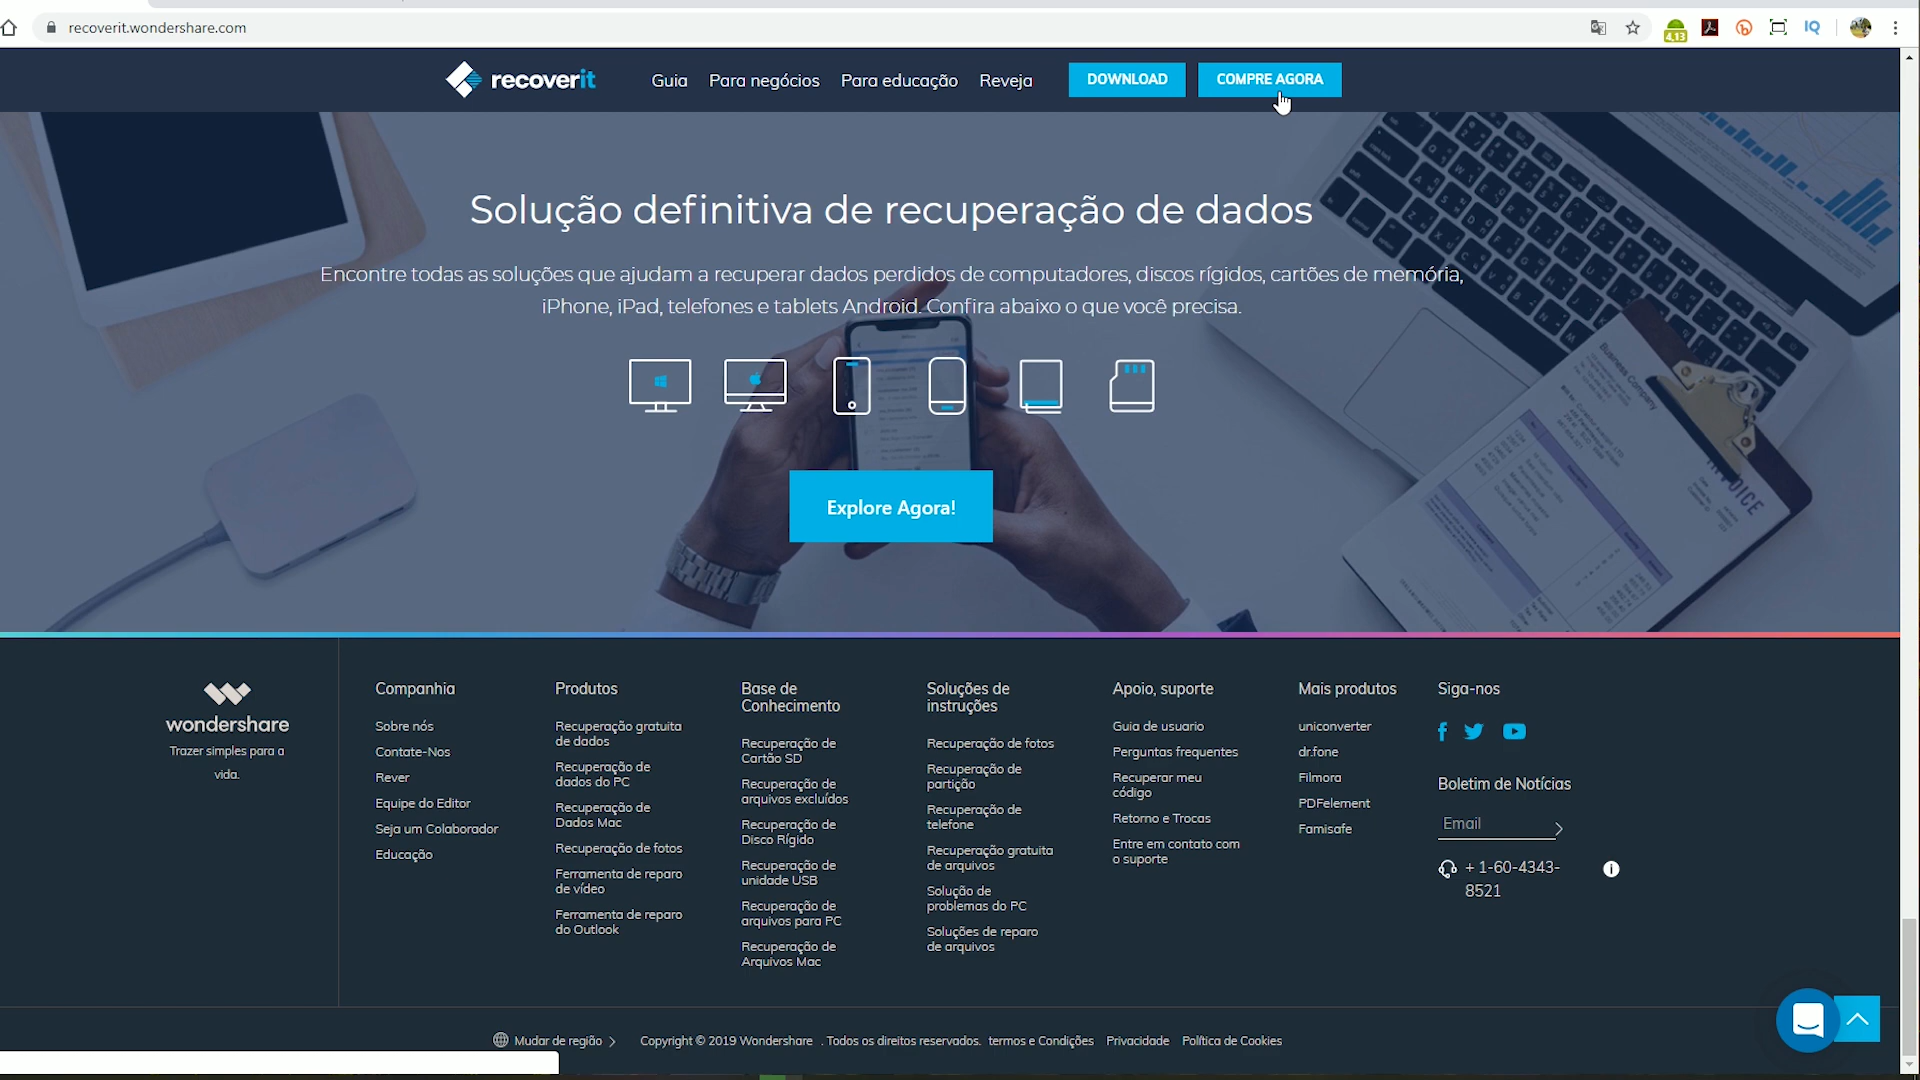 recoverit.wondershare.com
4,13
IQ
recoverit
Guia
Para negócios
Para educação
Reveja
DOWNLOAD
COMPRE AGORA
Solução definitiva de recuperação de dados
Encontre todas as soluções que ajudam a recuperar dados perdidos de computadores, discos rígidos, cartões de memória,
iPhone, iPad, telefones e tablets Android. Confira abaixo o que você precisa.
Business Company
INVOICE
Explore Agora!
wondershare
Trazer simples para a
vida.
Companhia
Sobre nós
Contate-Nos
Rever
Equipe do Editor
Seja um Colaborador
Educação
Produtos
Recuperação gratuita
de dados
Recuperação de
dados do PC
Recuperação de
Dados Mac
Recuperação de fotos
Ferramenta de reparo
de vídeo
Ferramenta de reparo
do Outlook
Base de
Conhecimento
Recuperação de
Cartão SD
Recuperação de
arquivos excluídos
Recuperação de
Disco Rígido
Recuperação de
unidade USB
Recuperação de
arquivos para PC
Recuperação de
Arquivos Mac
Soluções de
instruções
Recuperação de fotos
Recuperação de
partição
Recuperação de
telefone
Recuperação gratuita
de arquivos
Solução de
problemas do PC
Soluções de reparo
de arquivos
Apoio, suporte
Guia de usuario
Perguntas frequentes
Recuperar meu
código
Retorno e Trocas
Entre em contato com
o suporte
Mais produtos
uniconverter
dr.fone
Filmora
PDFelement
Famisafe
Siga-nos
Boletim de Notícias
Email
+ 1-60-4343-
8521
Mudar de região
Copyright © 2019 Wondershare . Todos os direitos reservados. termos e Condições Privacidade Política de Cookies